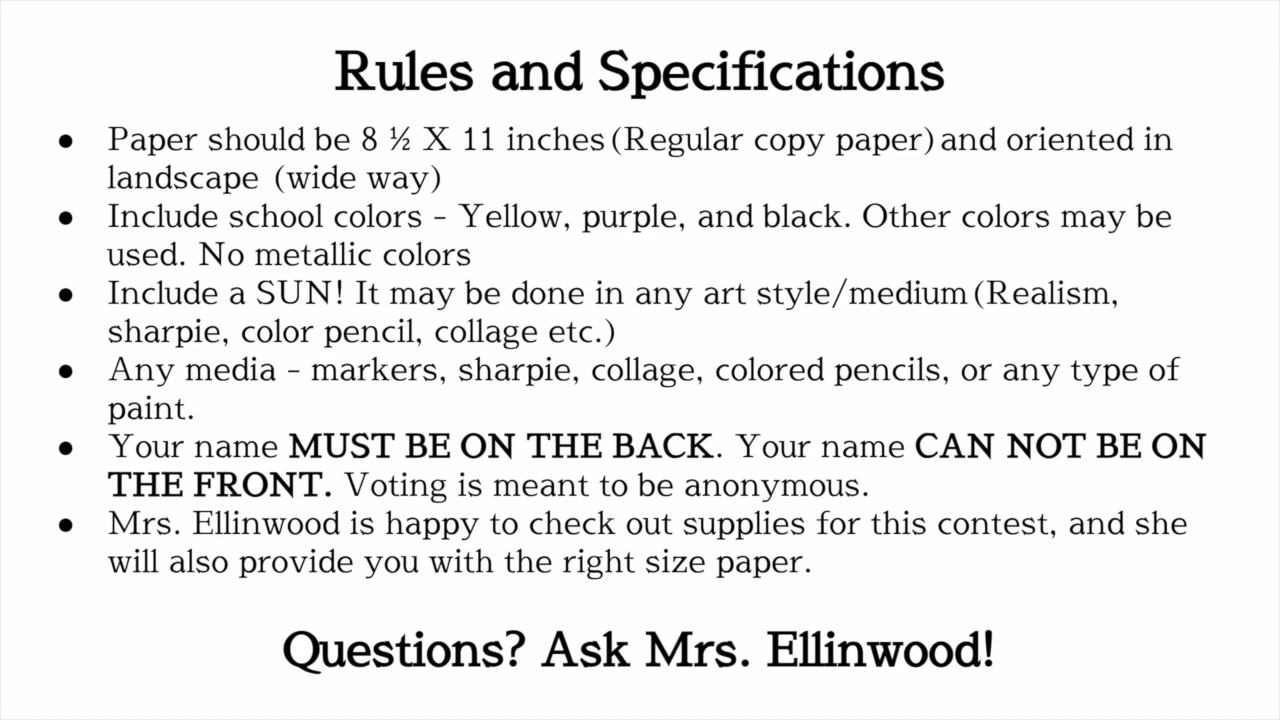 Rules and Specifications
● Paper should be 8 ½ X 11 inches (Regular copy paper) and oriented in
landscape (wide way)
● Include school colors - Yellow, purple, and black. Other colors may be
used. No metallic colors
● Include a SUN! It may be done in any art style/medium (Realism,
sharpie, color pencil, collage etc.)
● Any media - markers, sharpie, collage, colored pencils, or any type of
paint.
● Your name MUST BE ON THE BACK. Your name CAN NOT BE ON
THE FRONT. Voting is meant to be anonymous.
● Mrs. Ellinwood is happy to check out supplies for this contest, and she
will also provide you with the right size paper.
Questions? Ask Mrs. Ellinwood!